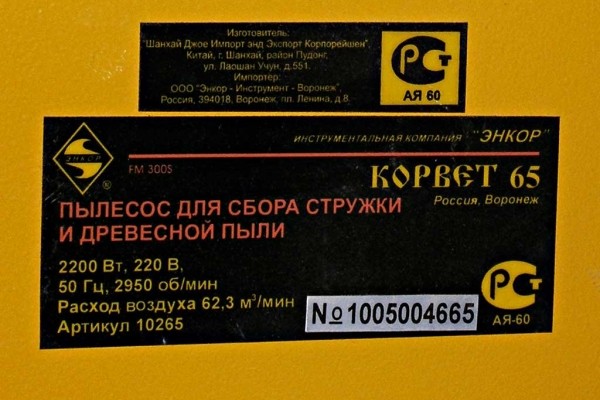 Изготовитель:
"Шанхай Джое Импорт энд Экспорт Корпорейшен",
Китай, г. Шанхай, район Пудонг,
ул. Лаошан Учун, д.551.
Импортер:
ООО "Энкор - Инструмент - Воронеж",
Россия, 394018, Воронеж, пл. Ленина, д.8.
РСТ
АЯ 60
ЭНКОР
®
ИНСТРУМЕНТАЛЬНАЯ КОМПАНИЯ "ЭНКОР"
FM 300S
КОРВЕТ 65
Россия, Воронеж
ПЫЛЕСОС ДЛЯ СБОРА СТРУЖКИ
И ДРЕВЕСНОЙ ПЫЛИ
2200 Вт, 220 В,
50 Гц, 2950 об/мин
Расход воздуха 62,3 м³/мин
Артикул 10265
№ 1005004665
РСТ
АЯ-60